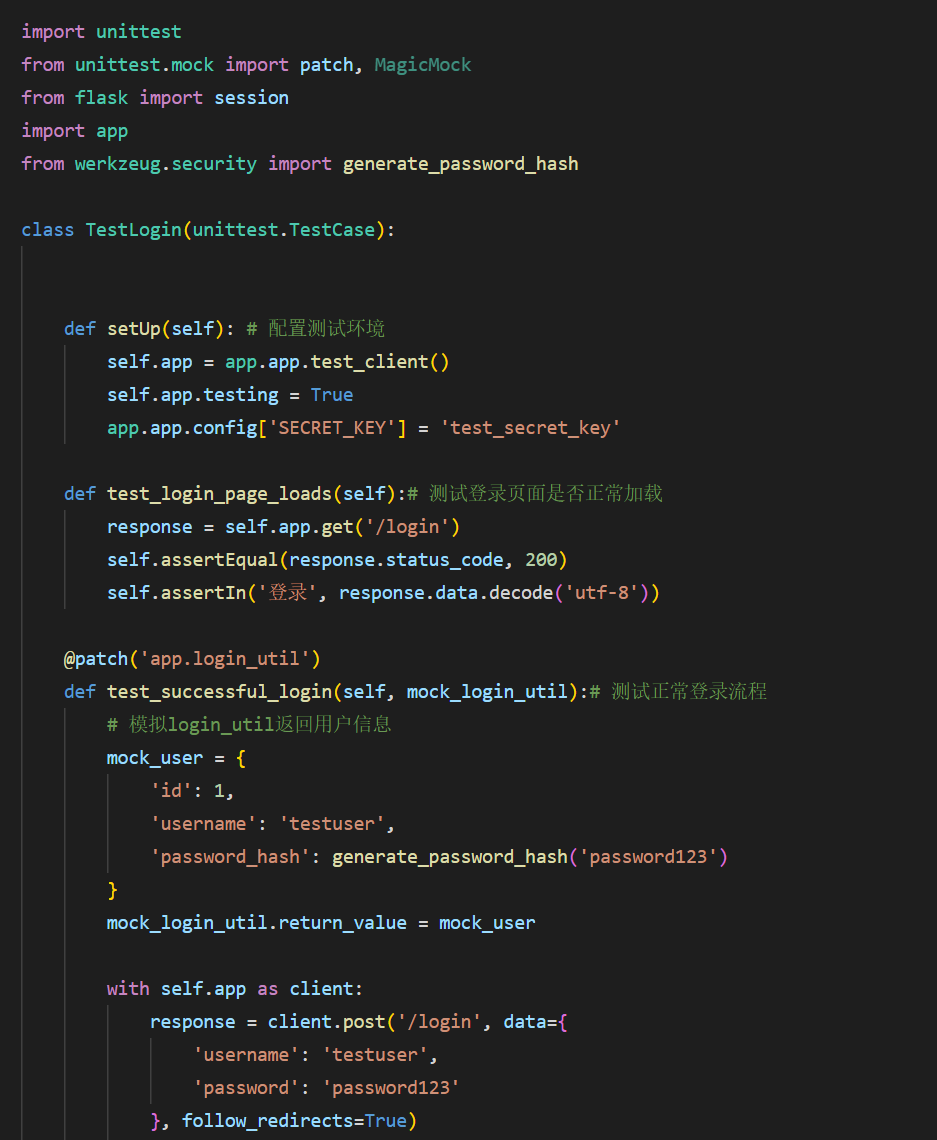 import unittest
from unittest.mock import patch, MagicMock
from flask import session
import app
from werkzeug.security import generate_password_hash

class TestLogin(unittest.TestCase):

    def setUp(self): # 配置测试环境
        self.app = app.app.test_client()
        self.app.testing = True
        app.app.config['SECRET_KEY'] = 'test_secret_key'

    def test_login_page_loads(self):# 测试登录页面是否正常加载
        response = self.app.get('/login')
        self.assertEqual(response.status_code, 200)
        self.assertIn('登录', response.data.decode('utf-8'))

    @patch('app.login_util')
    def test_successful_login(self, mock_login_util):# 测试正常登录流程
        # 模拟login_util返回用户信息
        mock_user = {
            'id': 1,
            'username': 'testuser',
            'password_hash': generate_password_hash('password123')
        }
        mock_login_util.return_value = mock_user

        with self.app as client:
            response = client.post('/login', data={
                'username': 'testuser',
                'password': 'password123'
            }, follow_redirects=True)